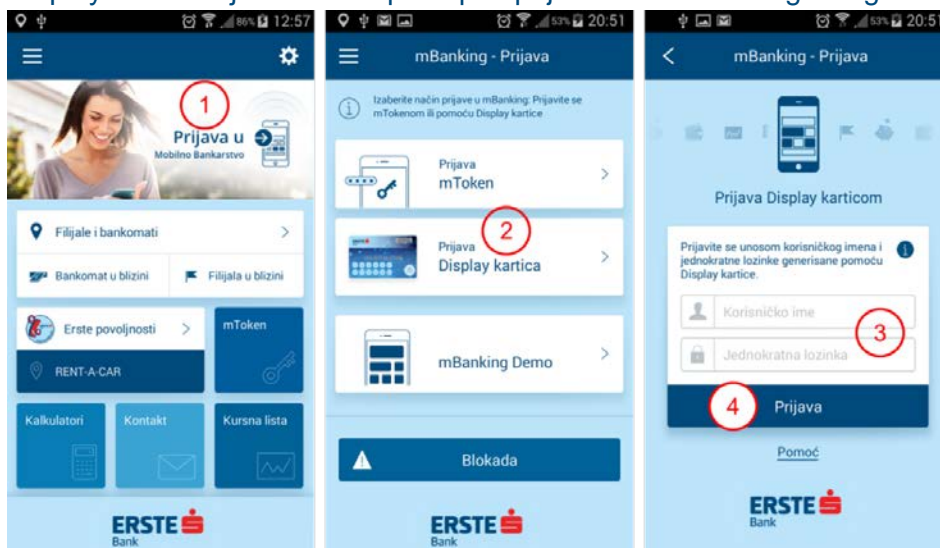 86% 12:57
1
Prijava u
Mobilno Bankarstvo
Filijale i bankomati
Bankomat u blizini
Filijala u blizini
Erste povoljnosti
mToken
RENT-A-CAR
Kalkulatori
Kontakt
Kursna lista
ERSTE
Bank
53% 20:51
mBanking - Prijava
Izaberite način prijave u mBanking: Prijavite se
mTokenom ili pomoću Display kartice
Prijava
mToken
2
Prijava
Display kartica
mBanking Demo
Blokada
ERSTE
Bank
53% 20:51
mBanking - Prijava
Prijava Display karticom
Prijavite se unosom korisničkog imena i
jednokratne lozinke generisane pomoću
Display kartice.
Korisničko ime
3
Jednokratna lozinka
4
Prijava
Pomoć
ERSTE
Bank